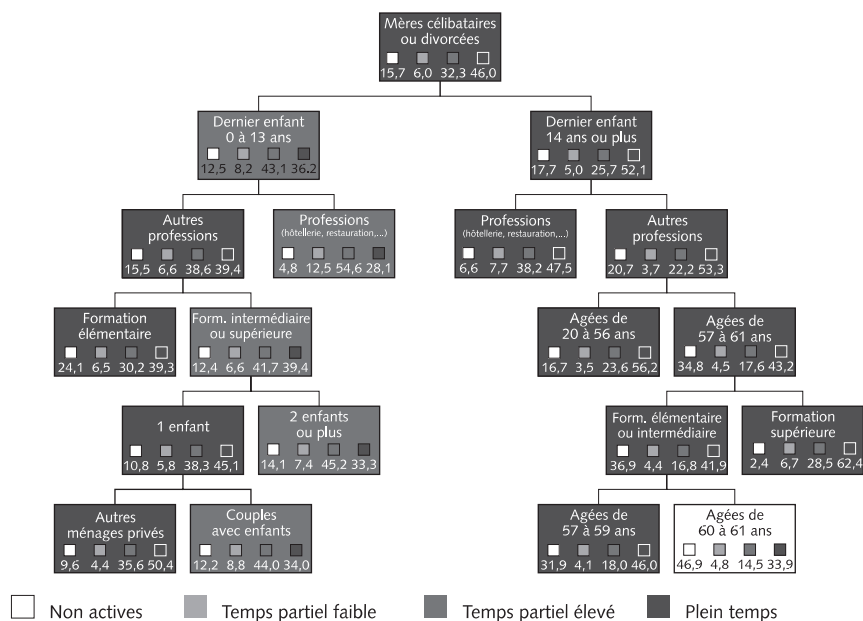 Mères célibataires
ou divorcées
15,7 6,0 32,3 46,0
Dernier enfant
0 à 13 ans
12,5 8,2 43,1 36.2
Dernier enfant
14 ans ou plus
17,7 5,0 25,7 52,1
Autres
professions
15,5 6,6 38,6 39,4
Professions
(hôtellerie, restauration,...)
4,8 12,5 54,6 28,1
Professions
(hôtellerie, restauration,...)
6,6 7,7 38,2 47,5
Autres
professions
20,7 3,7 22,2 53,3
Formation
élémentaire
24,1 6,5 30,2 39,3
Form. intermédiaire
ou supérieure
12,4 6,6 41,7 39,4
Agées de
20 à 56 ans
16,7 3,5 23,6 56,2
Agées de
57 à 61 ans
34,8 4,5 17,6 43,2
1 enfant
10,8 5,8 38,3 45,1
2 enfants
ou plus
14,1 7,4 45,2 33,3
Form. élémentaire
ou intermédiaire
36,9 4,4 16,8 41,9
Formation
supérieure
2,4 6,7 28,5 62,4
Autres
ménages privés
9,6 4,4 35,6 50,4
Couples
avec enfants
12,2 8,8 44,0 34,0
Agées de
57 à 59 ans
31,9 4,1 18,0 46,0
Agées de
60 à 61 ans
46,9 4,8 14,5 33,9
Non actives
Temps partiel faible
Temps partiel élevé
Plein temps